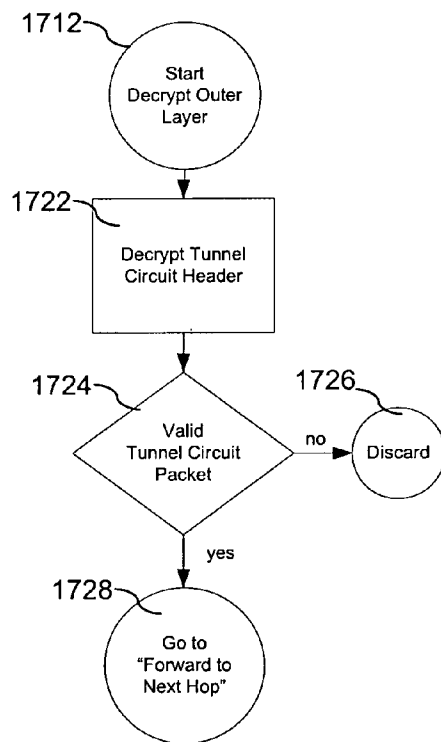 1712
Start
Decrypt Outer
Layer
1722
Decrypt Tunnel
Circuit Header
1724
Valid
Tunnel Circuit
Packet
no
1726
Discard
yes
1728
Go to
"Forward to
Next Hop"